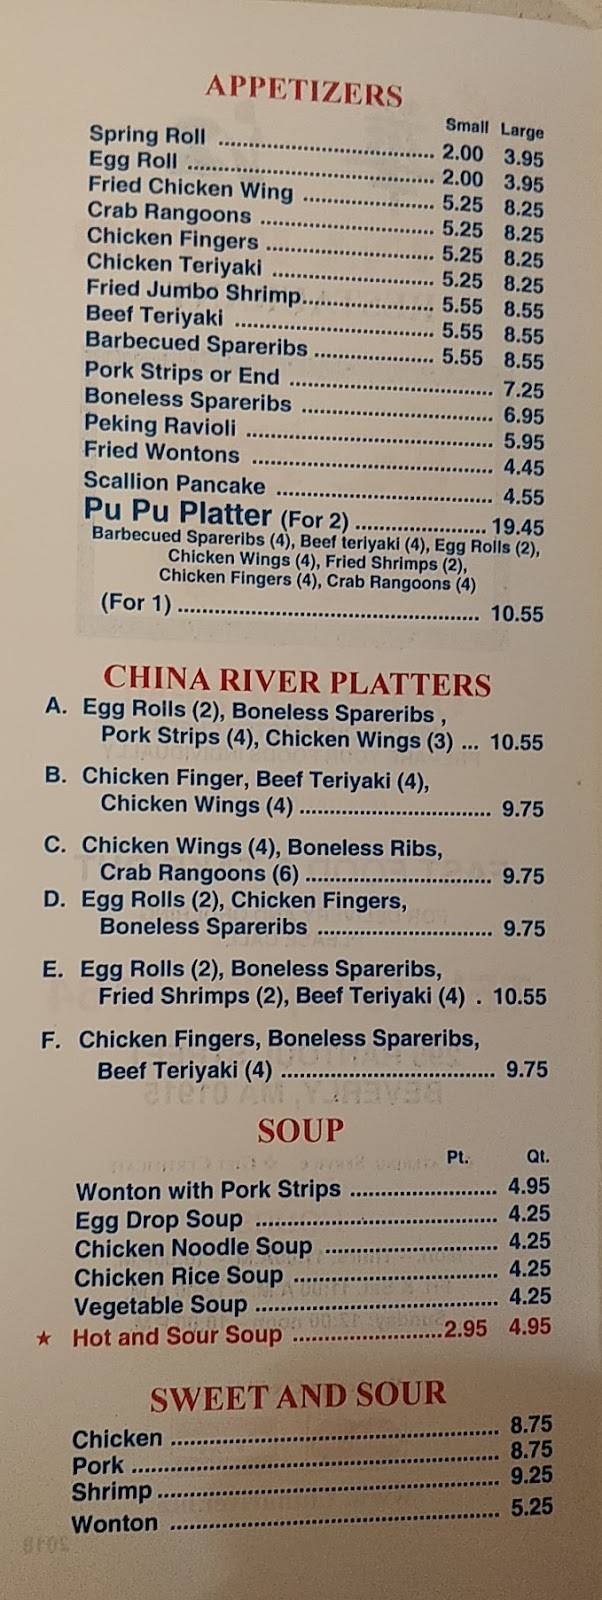 APPETIZERS
Small Large
Spring Roll .................................. 2.00 3.95
Egg Roll ....................................... 2.00 3.95
Fried Chicken Wing ..................... 5.25 8.25
Crab Rangoons ............................ 5.25 8.25
Chicken Fingers ........................... 5.25 8.25
Chicken Teriyaki .......................... 5.25 8.25
Fried Jumbo Shrimp..................... 5.55 8.55
Beef Teriyaki ................................ 5.55 8.55
Barbecued Spareribs ................... 5.55 8.55
Pork Strips or End ................................. 7.25
Boneless Spareribs ............................... 6.95
Peking Ravioli ........................................ 5.95
Fried Wontons ....................................... 4.45
Scallion Pancake ................................... 4.55
Pu Pu Platter (For 2) ..................... 19.45
Barbecued Spareribs (4), Beef teriyaki (4), Egg Rolls (2),
Chicken Wings (4), Fried Shrimps (2),
Chicken Fingers (4), Crab Rangoons (4)
(For 1) ................................................ 10.55
CHINA RIVER PLATTERS
A. Egg Rolls (2), Boneless Spareribs ,
Pork Strips (4), Chicken Wings (3) ... 10.55
B. Chicken Finger, Beef Teriyaki (4),
Chicken Wings (4) ............................... 9.75
C. Chicken Wings (4), Boneless Ribs,
Crab Rangoons (6) .............................. 9.75
D. Egg Rolls (2), Chicken Fingers,
Boneless Spareribs ............................. 9.75
E. Egg Rolls (2), Boneless Spareribs,
Fried Shrimps (2), Beef Teriyaki (4) . 10.55
F. Chicken Fingers, Boneless Spareribs,
Beef Teriyaki (4) ................................... 9.75
SOUP
Pt. Qt.
Wonton with Pork Strips ........................ 4.95
Egg Drop Soup ....................................... 4.25
Chicken Noodle Soup ............................ 4.25
Chicken Rice Soup ................................. 4.25
Vegetable Soup ....................................... 4.25
★ Hot and Sour Soup ........................2.95 4.95
SWEET AND SOUR
Chicken ..................................................... 8.75
Pork ........................................................... 8.75
Shrimp....................................................... 9.25
Wonton ..................................................... 5.25